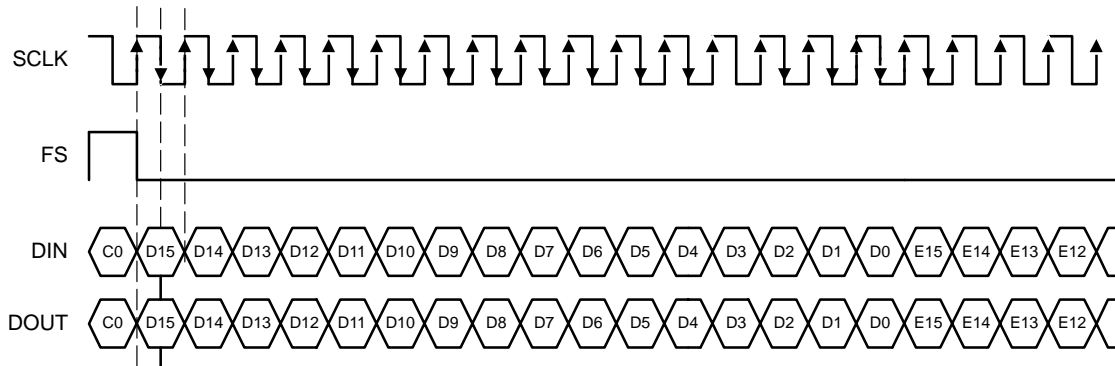 SCLK
FS
DIN C0 D15 D14 D13 D12 D11 D10 D9 D8 D7 D6 D5 D4 D3 D2 D1 D0 E15 E14 E13 E12
DOUT C0 D15 D14 D13 D12 D11 D10 D9 D8 D7 D6 D5 D4 D3 D2 D1 D0 E15 E14 E13 E12